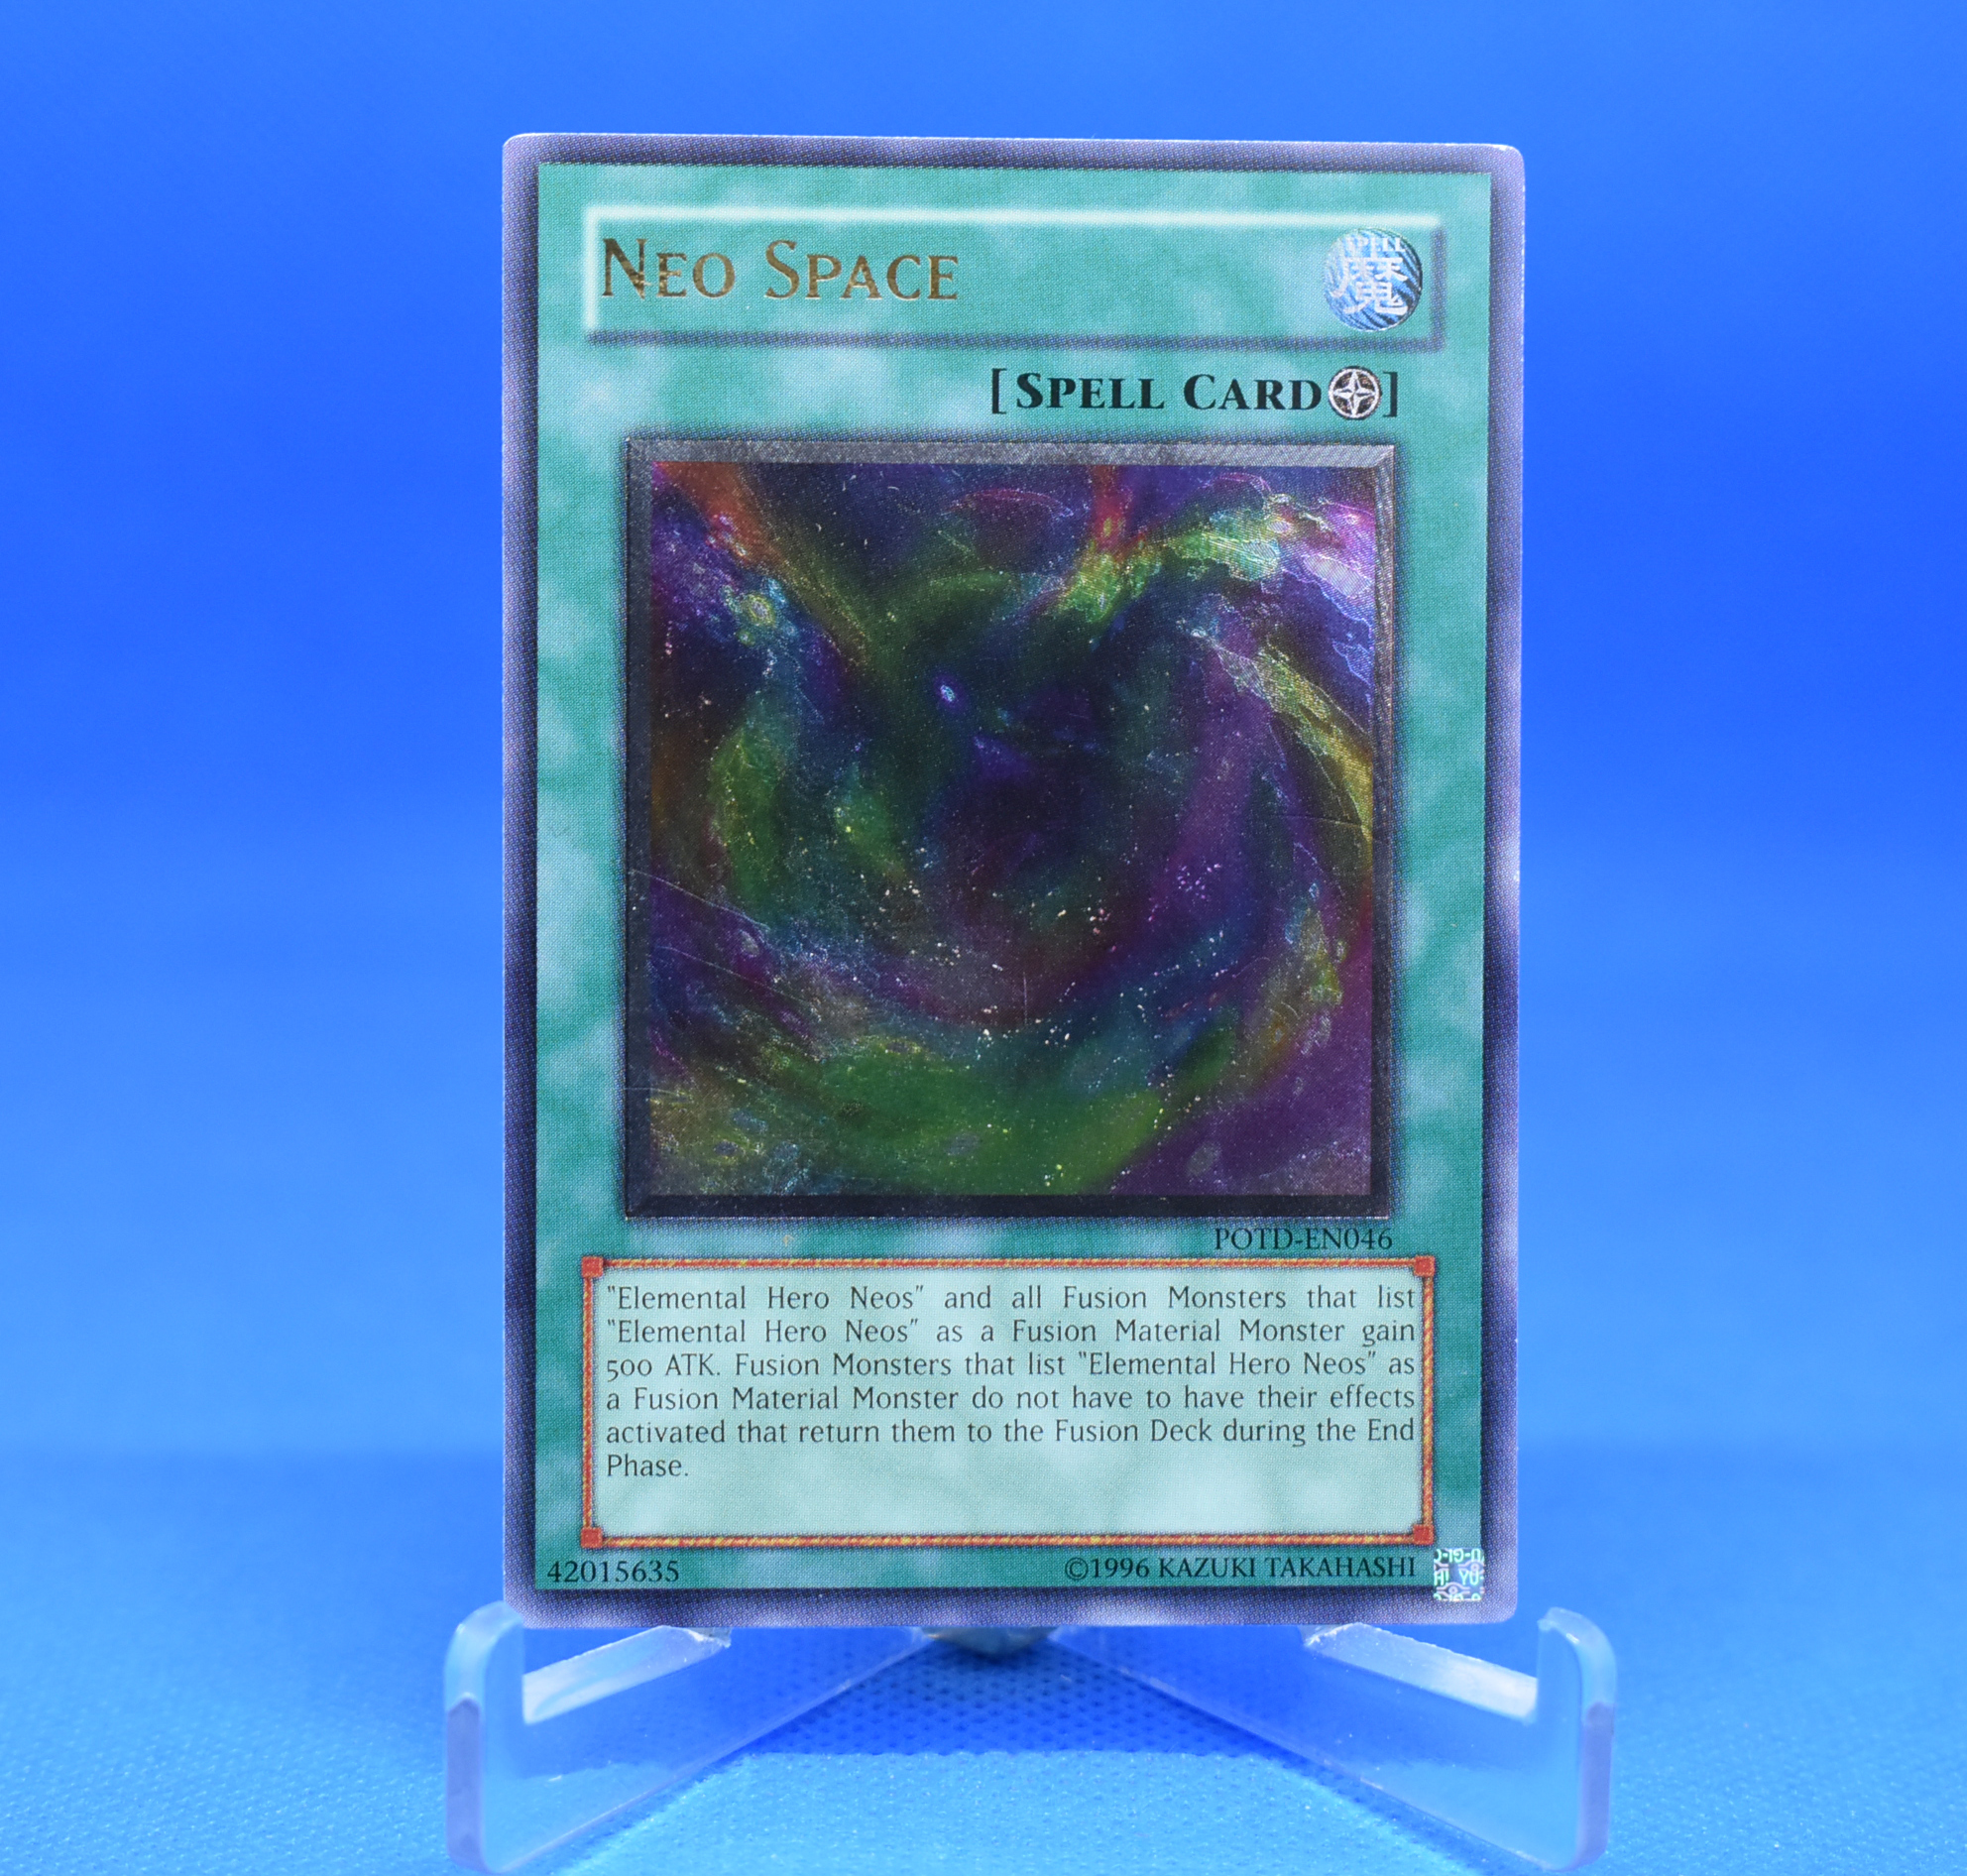 NEO SPACE
SPELL
魔
[SPELL CARD]
POTD-EN046
"Elemental Hero Neos" and all Fusion Monsters that list
"Elemental Hero Neos" as a Fusion Material Monster gain
500 ATK. Fusion Monsters that list "Elemental Hero Neos" as
a Fusion Material Monster do not have to have their effects
activated that return them to the Fusion Deck during the End
Phase.
42015635
©1996 KAZUKI TAKAHASHI